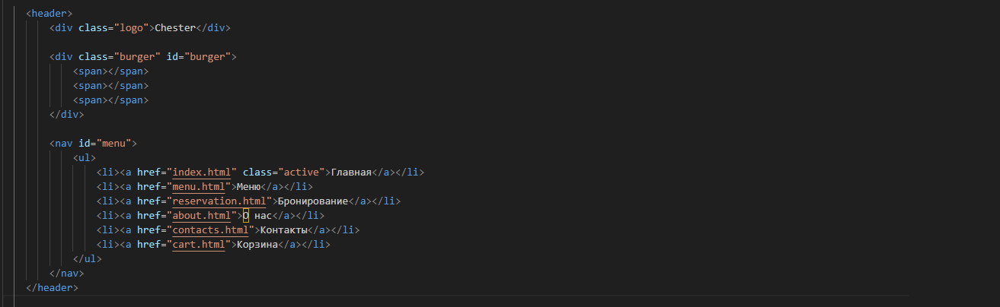 <header>
<div class="logo">Chester</div>
<div class="burger" id="burger">
<span></span>
<span></span>
<span></span>
</div>
<nav id="menu">
<ul>
<li><a href="index.html" class="active">Главная</a></li>
<li><a href="menu.html">Меню</a></li>
<li><a href="reservation.html">Бронирование</a></li>
<li><a href="about.html">О нас</a></li>
<li><a href="contacts.html">Контакты</a></li>
<li><a href="cart.html">Корзина</a></li>
</ul>
</nav>
</header>